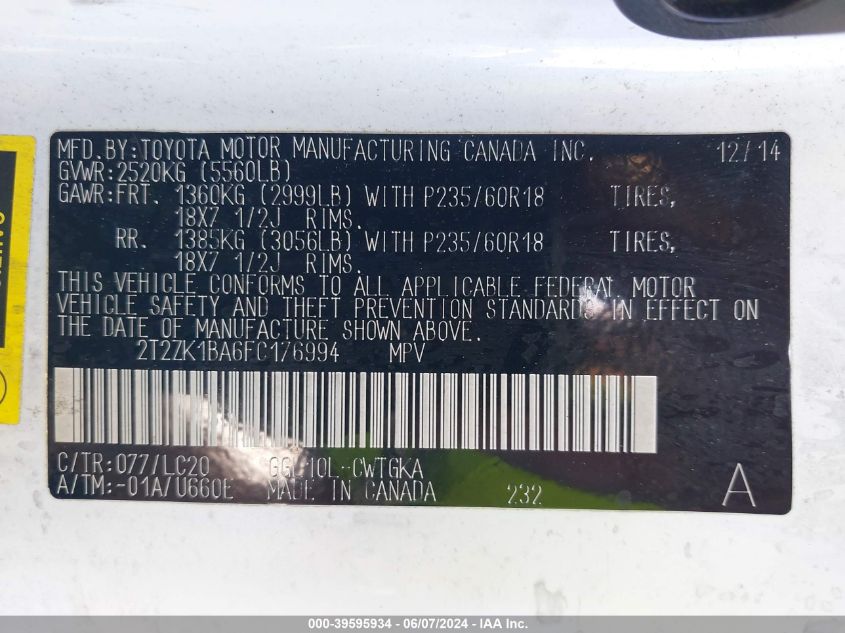 MFD.BY:TOYOTA MOTOR MANUFACTURING CANADA INC. 12/14
GVWR:2520KG (5560LB)
GAWR:FRT. 1360KG (2999LB) WITH P235/60R18 TIRES,
18X7 1/2J RIMS.
RR. 1385KG (3056LB) WITH P235/60R18 TIRES,
18X7 1/2J RIMS.
THIS VEHICLE CONFORMS TO ALL APPLICABLE FEDERAL MOTOR
VEHICLE SAFETY AND THEFT PREVENTION STANDARDS IN EFFECT ON
THE DATE OF MANUFACTURE SHOWN ABOVE.
2T2ZK1BA6FC176994 MPV
C/TR:077/LC20 GGL10L-CWTGKA
A/TM:-01A/U660E MADE IN CANADA 232 A
000-39595934 - 06/07/2024 - IAA Inc.